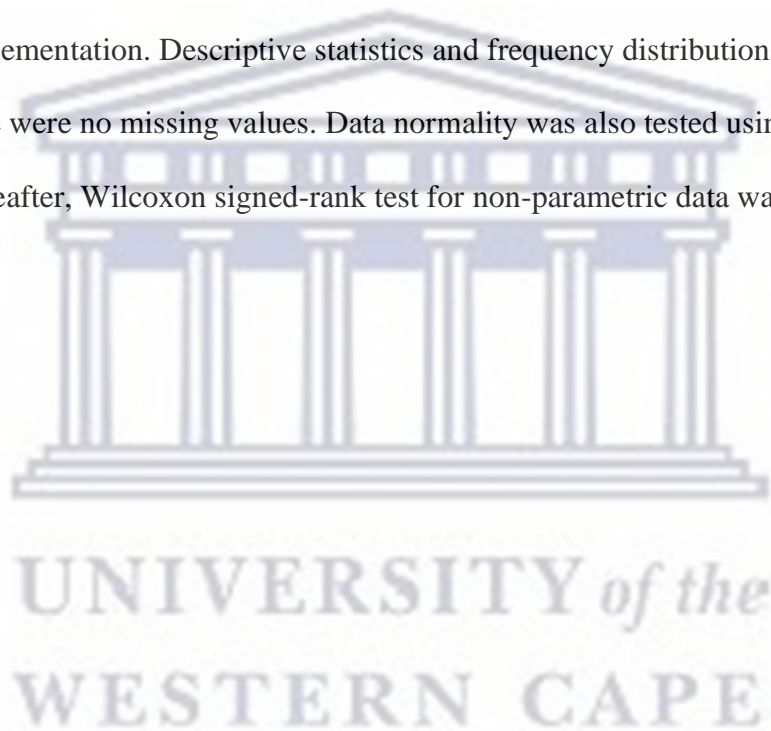 ementation. Descriptive statistics and frequency distribution
were no missing values. Data normality was also tested usin
eafter, Wilcoxon signed-rank test for non-parametric data wa
UNIVERSITY of the
WESTERN CAPE